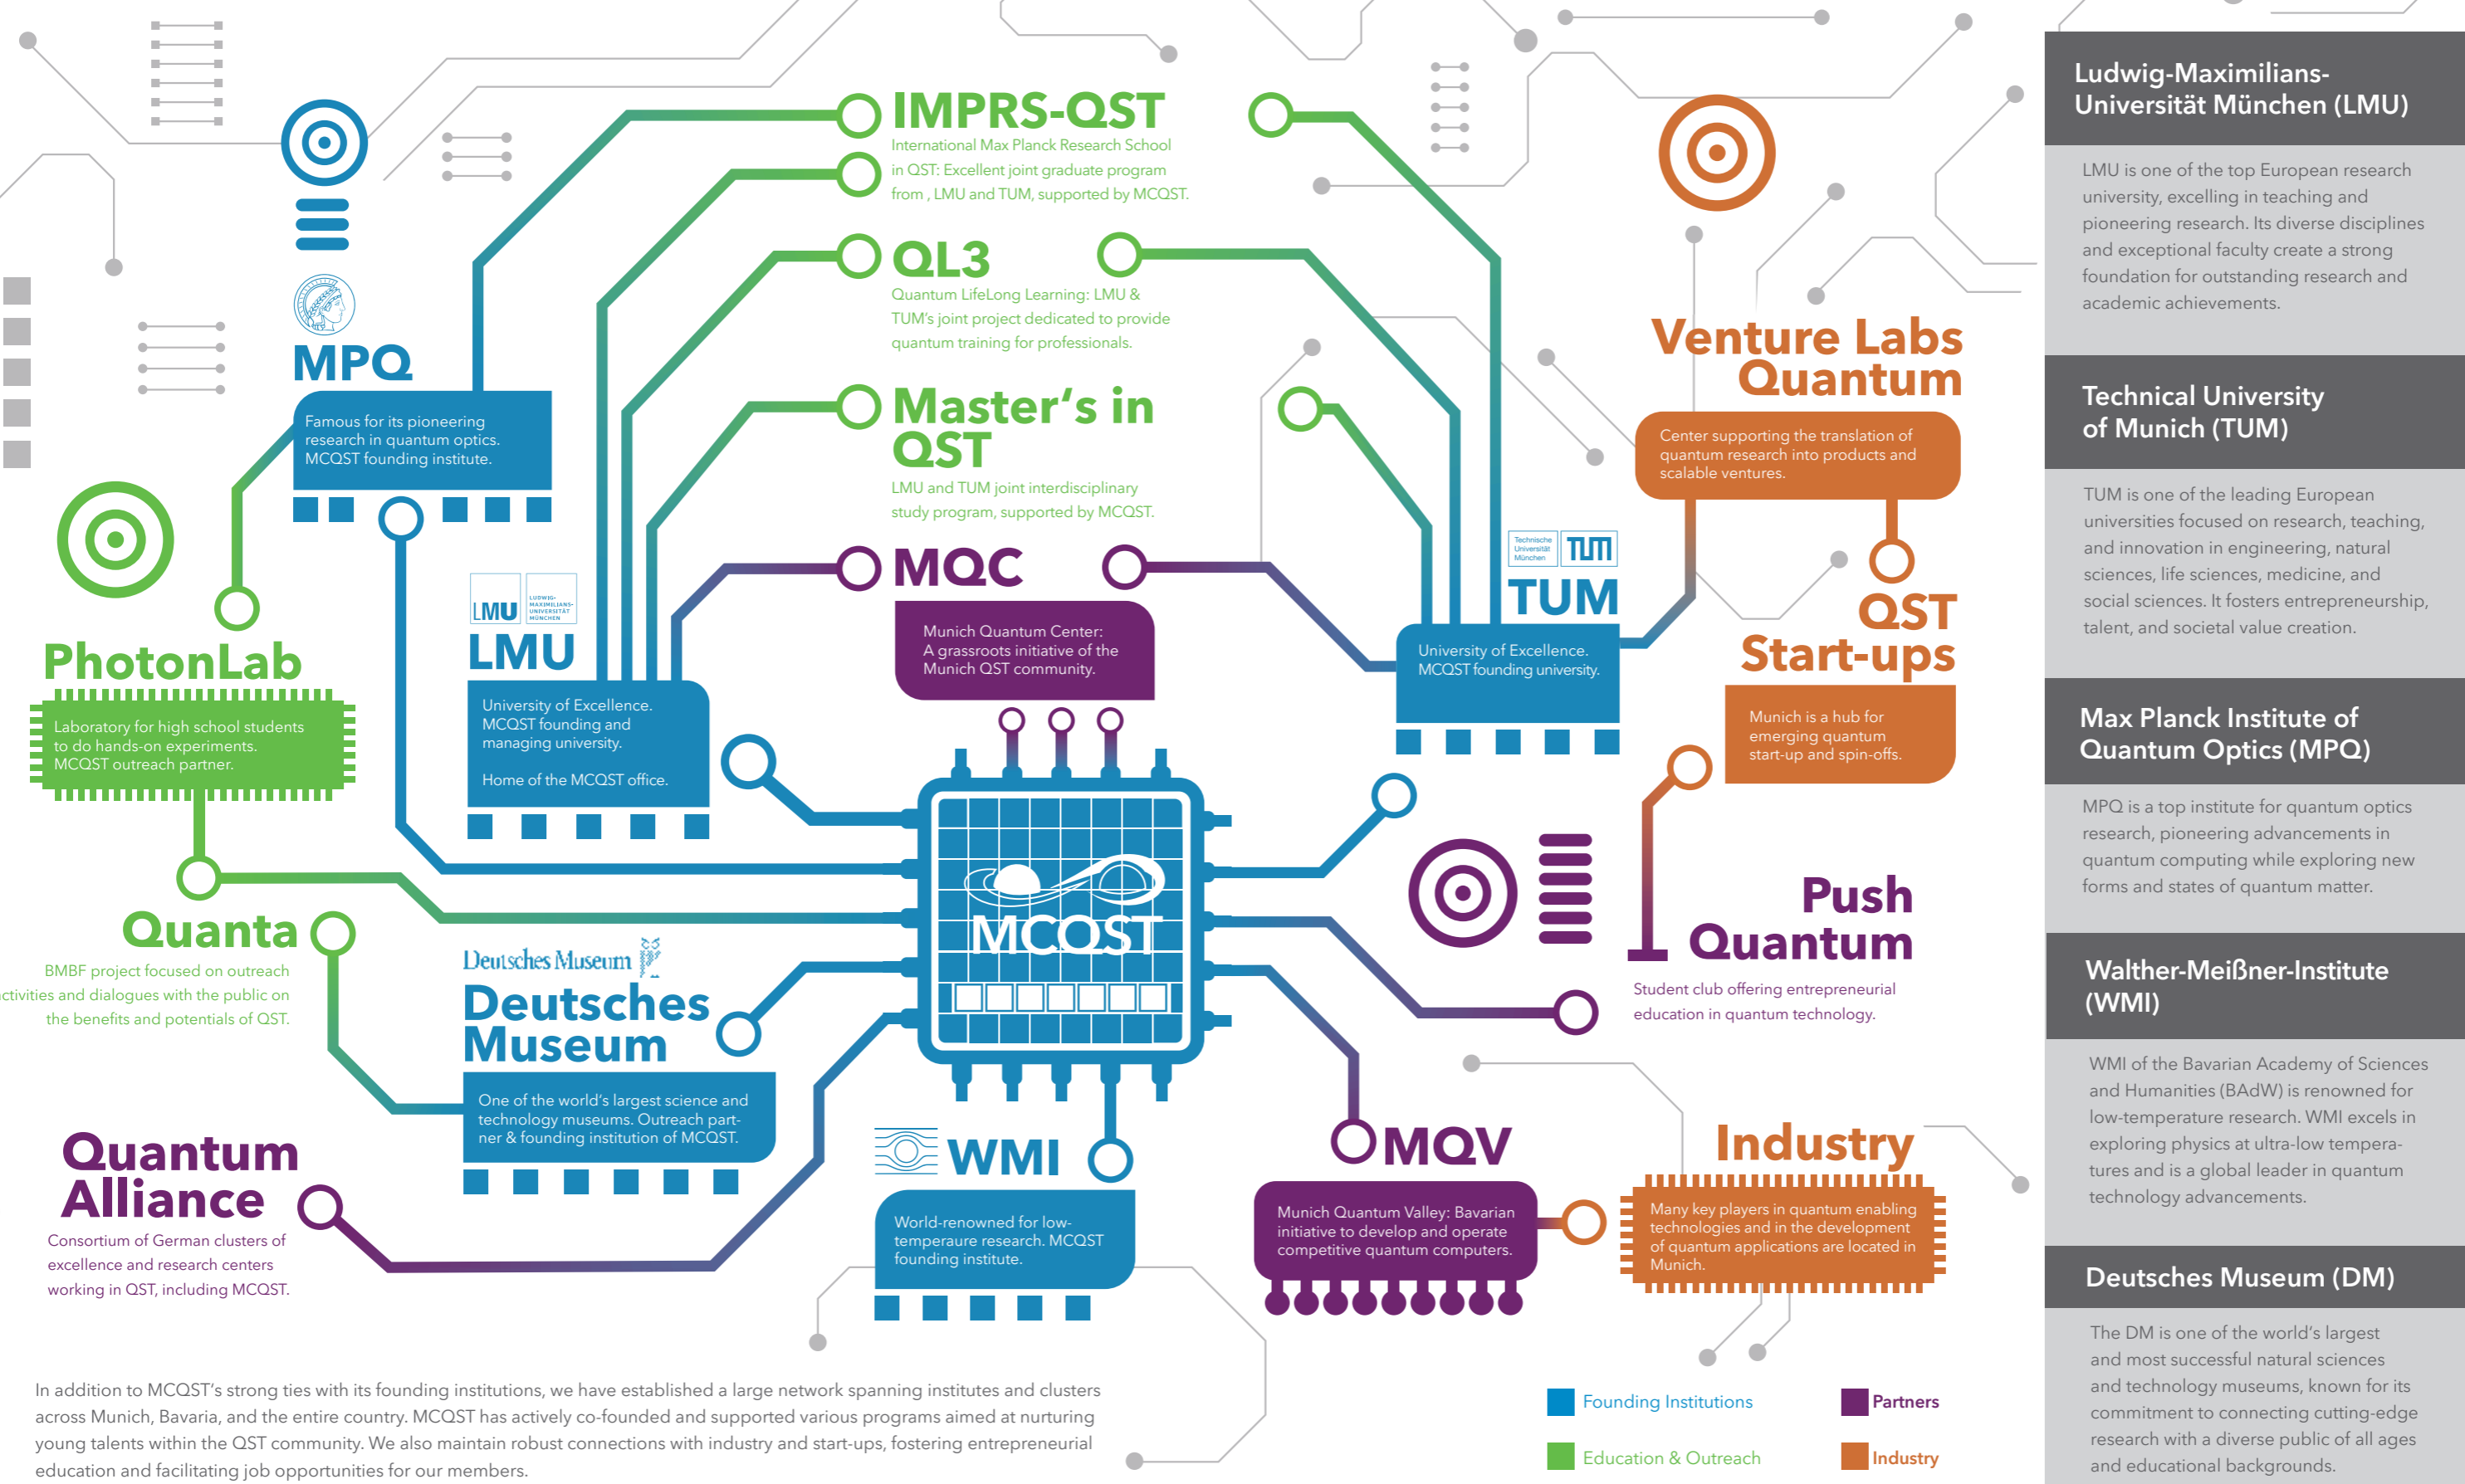 IMPRS-QST
International Max Planck Research School
in QST: Excellent joint graduate program
from , LMU and TUM, supported by MCQST.
QL3
Quantum LifeLong Learning: LMU &
TUM's joint project dedicated to provide
quantum training for professionals.
Master's in
QST
LMU and TUM joint interdisciplinary
study program, supported by MCQST.
MQC
Munich Quantum Center:
A grassroots initiative of the
Munich QST community.
MPQ
Famous for its pioneering
research in quantum optics.
MCQST founding institute.
LMU
LUDWIG-
MAXIMILIANS-
UNIVERSITÄT
MÜNCHEN
LMU
University of Excellence.
MCQST founding and
managing university.
Home of the MCQST office.
PhotonLab
Laboratory for high school students
to do hands-on experiments.
MCQST outreach partner.
Quanta
BMBF project focused on outreach
ctivities and dialogues with the public on
the benefits and potentials of QST.
Deutsches Museum
Deutsches
Museum
One of the world's largest science and
technology museums. Outreach part-
ner & founding institution of MCQST.
Quantum
Alliance
Consortium of German clusters of
excellence and research centers
working in QST, including MCQST.
MCQST
WMI
World-renowned for low-
temperaure research. MCQST
founding institute.
Technische
Universität
München
TUM
TUM
University of Excellence.
MCQST founding university.
Venture Labs
Quantum
Center supporting the translation of
quantum research into products and
scalable ventures.
QST
Start-ups
Munich is a hub for
emerging quantum
start-up and spin-offs.
Push
Quantum
Student club offering entrepreneurial
education in quantum technology.
MQV
Munich Quantum Valley: Bavarian
initiative to develop and operate
competitive quantum computers.
Industry
Many key players in quantum enabling
technologies and in the development
of quantum applications are located in
Munich.
In addition to MCQST's strong ties with its founding institutions, we have established a large network spanning institutes and clusters
across Munich, Bavaria, and the entire country. MCQST has actively co-founded and supported various programs aimed at nurturing
young talents within the QST community. We also maintain robust connections with industry and start-ups, fostering entrepreneurial
education and facilitating job opportunities for our members.
Founding Institutions
Partners
Education & Outreach
Industry
Ludwig-Maximilians-
Universität München (LMU)
LMU is one of the top European research
university, excelling in teaching and
pioneering research. Its diverse disciplines
and exceptional faculty create a strong
foundation for outstanding research and
academic achievements.
Technical University
of Munich (TUM)
TUM is one of the leading European
universities focused on research, teaching,
and innovation in engineering, natural
sciences, life sciences, medicine, and
social sciences. It fosters entrepreneurship,
talent, and societal value creation.
Max Planck Institute of
Quantum Optics (MPQ)
MPQ is a top institute for quantum optics
research, pioneering advancements in
quantum computing while exploring new
forms and states of quantum matter.
Walther-Meißner-Institute
(WMI)
WMI of the Bavarian Academy of Sciences
and Humanities (BAdW) is renowned for
low-temperature research. WMI excels in
exploring physics at ultra-low tempera-
tures and is a global leader in quantum
technology advancements.
Deutsches Museum (DM)
The DM is one of the world's largest
and most successful natural sciences
and technology museums, known for its
commitment to connecting cutting-edge
research with a diverse public of all ages
and educational backgrounds.